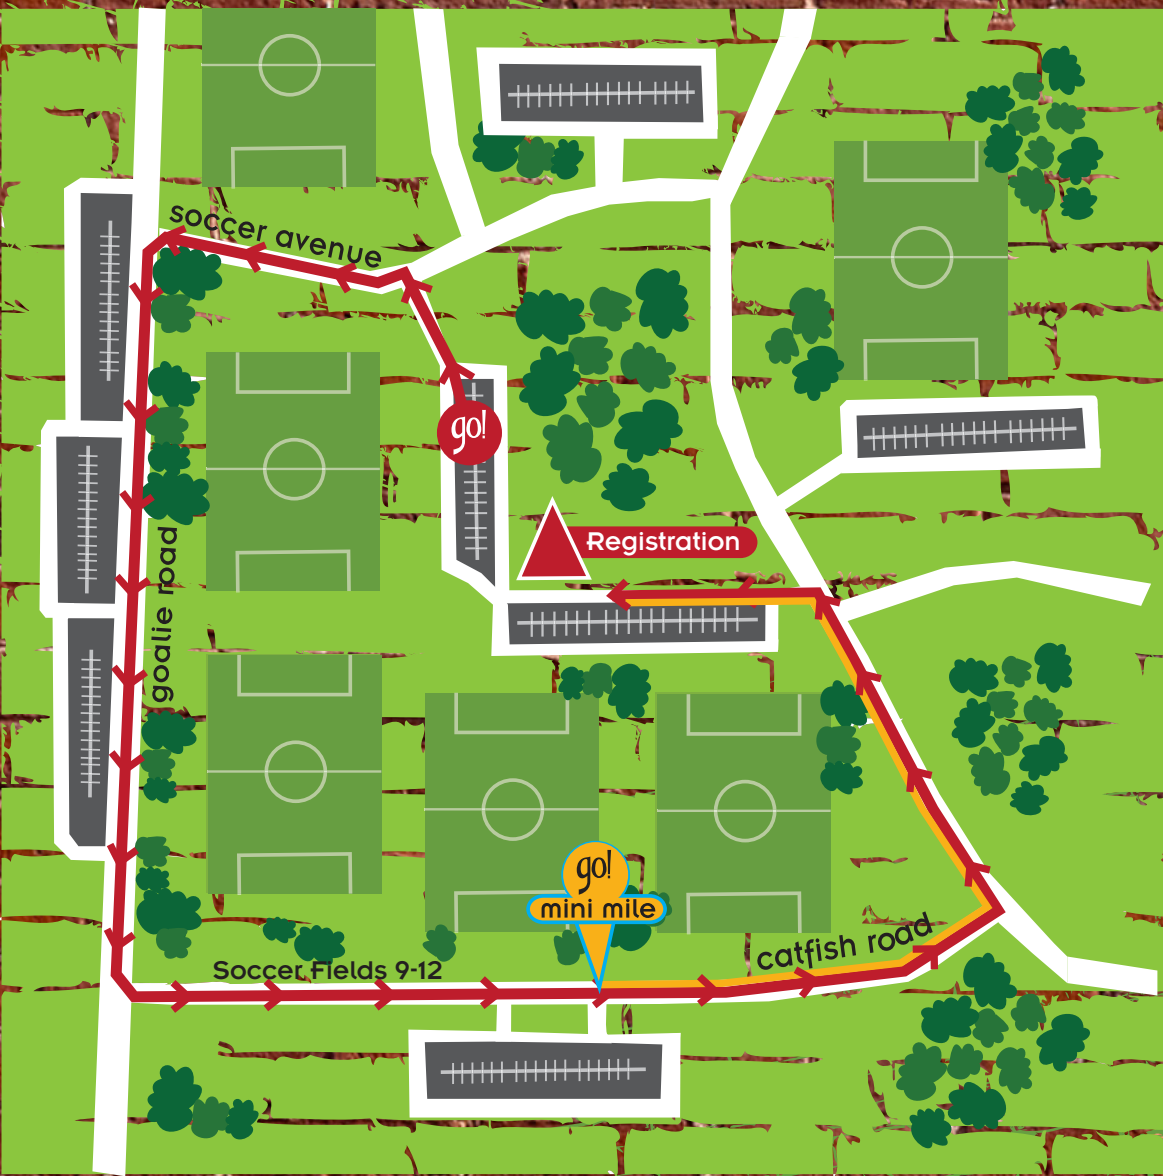 soccer avenue
go!
Registration
goalie road
go!
mini mile
catfish road
Soccer Fields 9-12